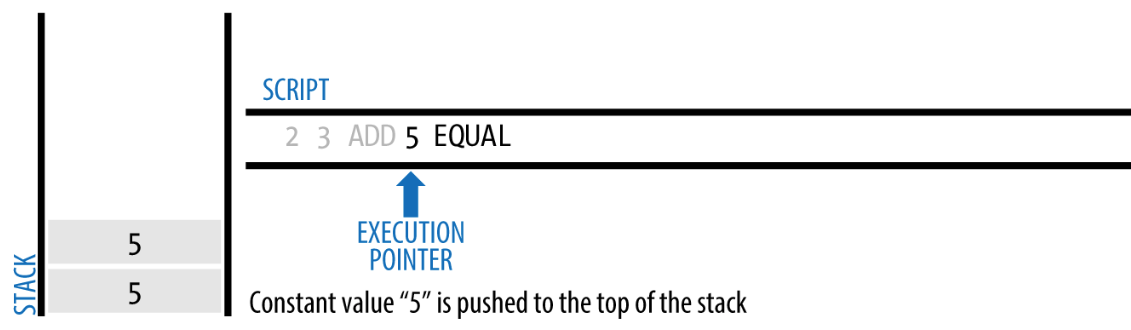 SCRIPT
2 3 ADD 5 EQUAL
EXECUTION
POINTER
5
5
STACK
Constant value “5” is pushed to the top of the stack